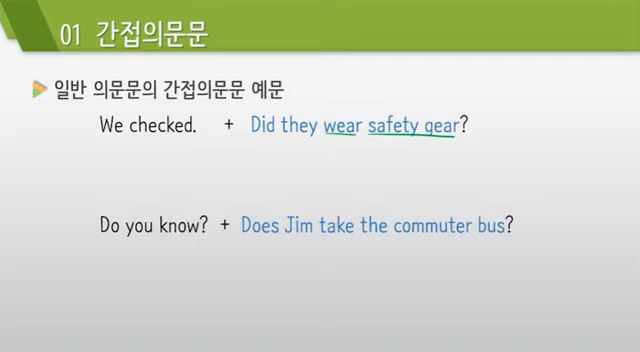 01 간접의문문
일반 의문문의 간접의문문 예문
We checked. + Did they wear safety gear?
Do you know? + Does Jim take the commuter bus?